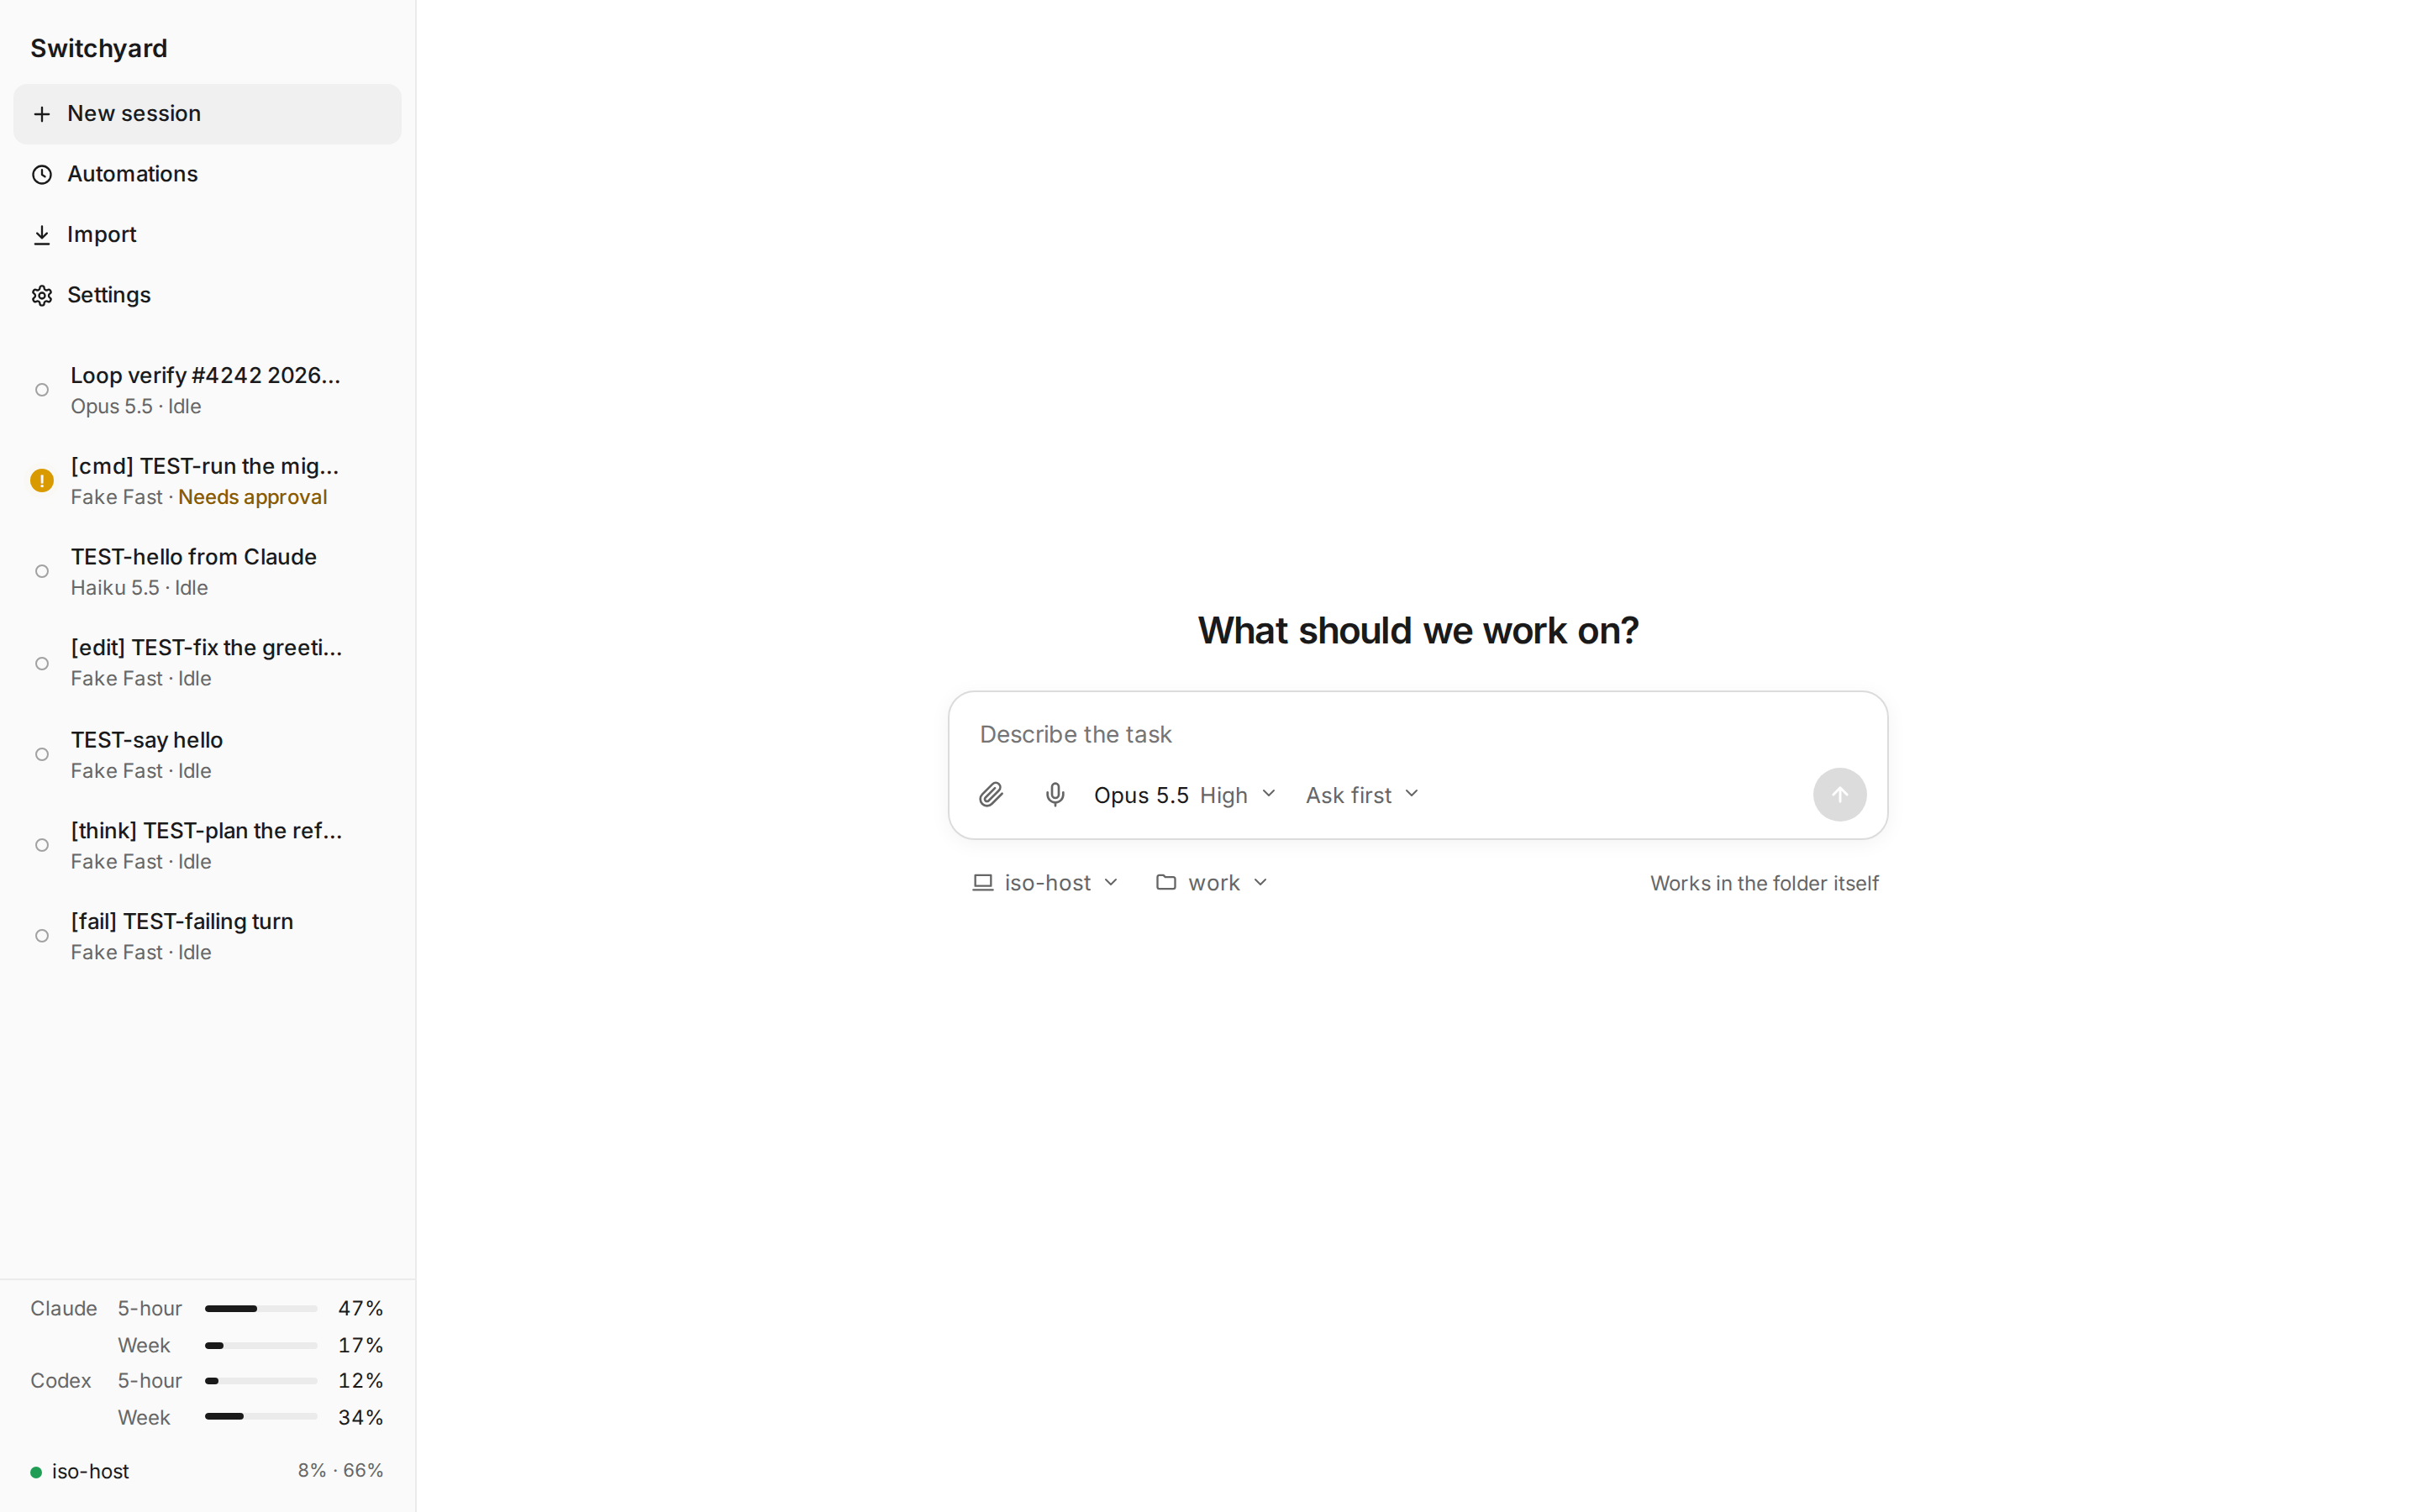 Switchyard
New session
Automations
Import
Settings
Loop verify #4242 2026...
Opus 5.5 · Idle
[cmd] TEST-run the mig...
Fake Fast · Needs approval
TEST-hello from Claude
Haiku 5.5 · Idle
[edit] TEST-fix the greeti...
Fake Fast · Idle
TEST-say hello
Fake Fast · Idle
[think] TEST-plan the ref...
Fake Fast · Idle
[fail] TEST-failing turn
Fake Fast · Idle
Claude 5-hour 47%
Week 17%
Codex 5-hour 12%
Week 34%
iso-host 8% · 66%
What should we work on?
Describe the task
Opus 5.5 High Ask first
iso-host work Works in the folder itself